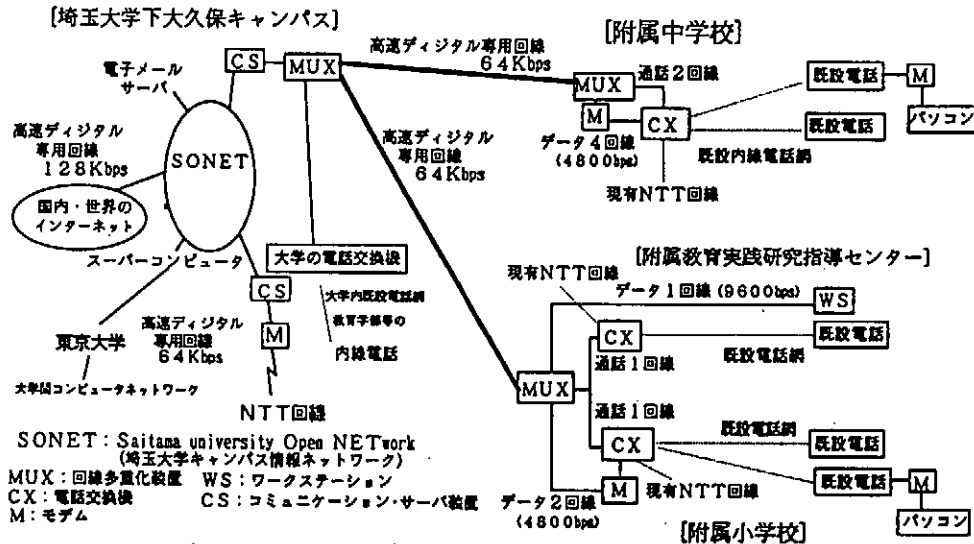 [埼玉大学下大久保キャンパス]
CS
MUX
電子メール
サーバ
高速ディジタル
専用回線
128Kbps
SONET
国内・世界の
インターネット
スーパーコンピュータ
東京大学
大学間コンピュータネットワーク
高速ディジタル
専用回線
64Kbps
CS
M
NTT回線
大学の電話交換機
大学内既設電話網
教育学部等の
内線電話
高速ディジタル専用回線
64Kbps
高速ディジタル
専用回線
64Kbps
[附属中学校]
MUX
通話2回線
M
CX
データ4回線
(4800bps)
既設電話
M
パソコン
既設電話
既設内線電話網
現有NTT回線
[附属教育実践研究指導センター]
現有NTT回線
データ1回線(9600bps)
WS
CX
既設電話
既設電話網
通話1回線
MUX
通話1回線
CX
既設電話網
既設電話
M
現有NTT回線
既設電話
M
パソコン
データ2回線
(4800bps)
[附属小学校]
SONET:Saitama university Open NETwork
(埼玉大学キャンパス情報ネットワーク)
MUX:回線多重化装置 WS:ワークステーション
CX:電話交換機 CS:コミュニケーション・サーバ装置
M:モデム